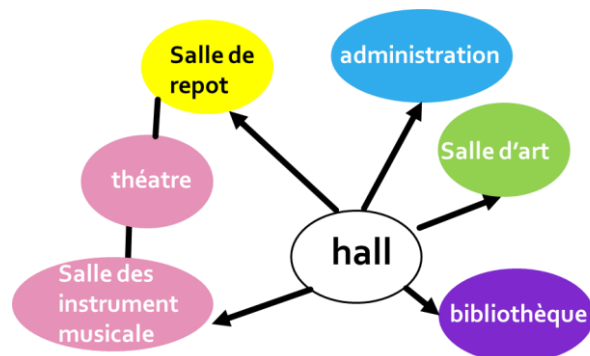 Salle de
repot
administration
Salle d'art
théatre
hall
Salle des
instrument
musicale
bibliothèque